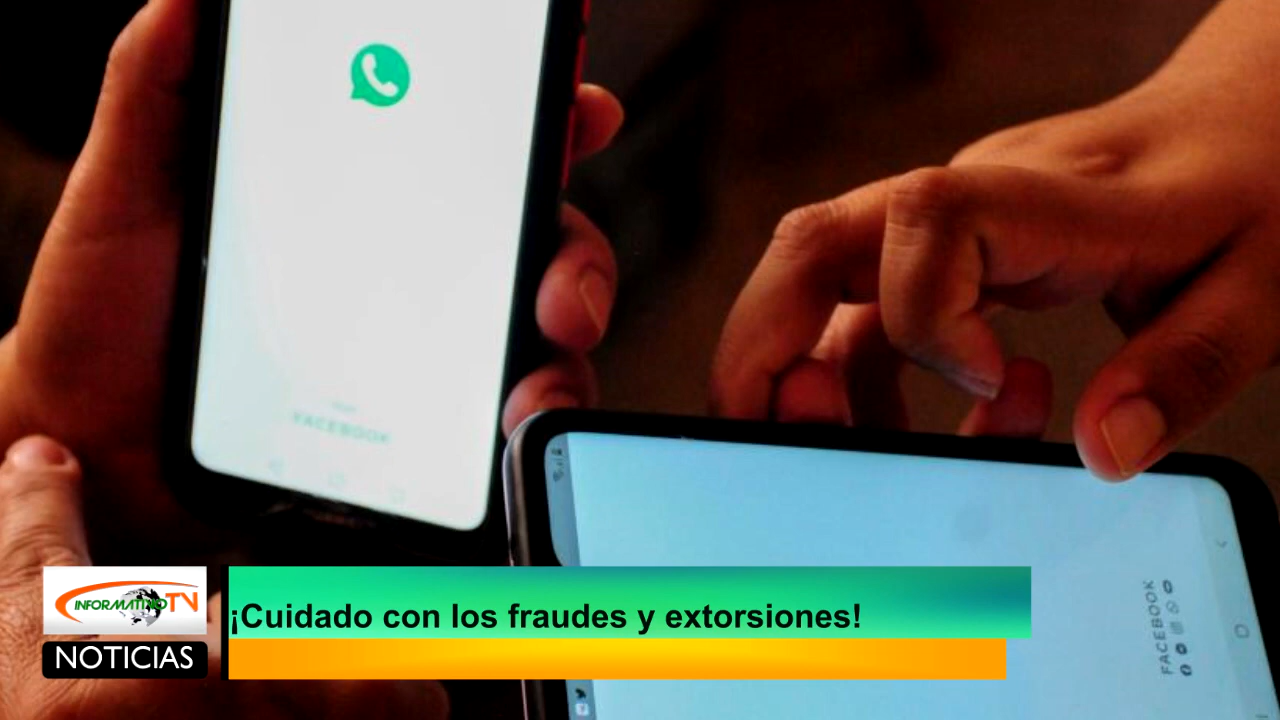 FACEBOOK
FACEBOOK
INFORMATIVO TV
¡Cuidado con los fraudes y extorsiones!
NOTICIAS